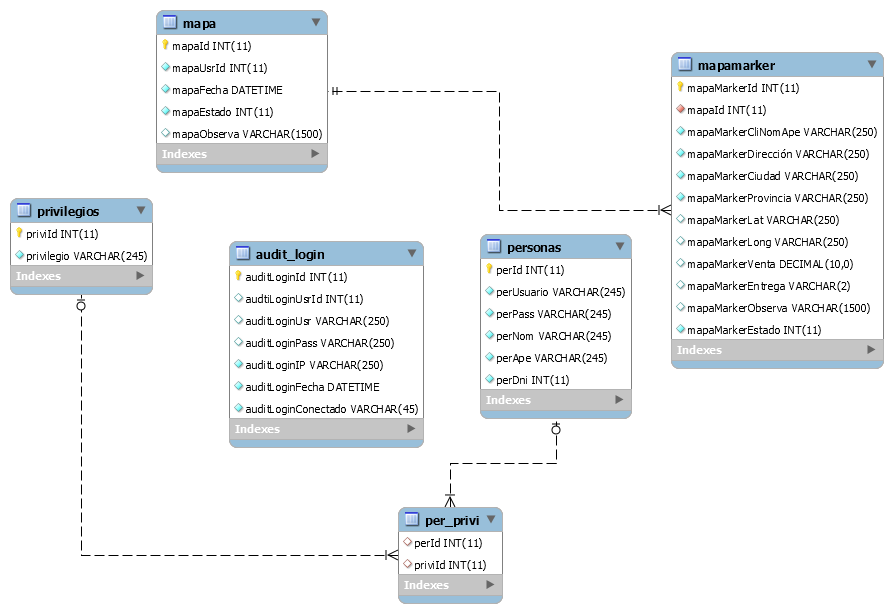 mapa
mapaId INT(11)
mapaUsrId INT(11)
mapaFecha DATETIME
mapaEstado INT(11)
mapaObserva VARCHAR(1500)
Indexes
mapamarker
mapaMarkerId INT(11)
mapaId INT(11)
mapaMarkerCliNomApe VARCHAR(250)
mapaMarkerDirección VARCHAR(250)
mapaMarkerCiudad VARCHAR(250)
mapaMarkerProvincia VARCHAR(250)
mapaMarkerLat VARCHAR(250)
mapaMarkerLong VARCHAR(250)
mapaMarkerVenta DECIMAL(10,0)
mapaMarkerEntrega VARCHAR(2)
mapaMarkerObserva VARCHAR(1500)
mapaMarkerEstado INT(11)
Indexes
privilegios
priviId INT(11)
privilegio VARCHAR(245)
Indexes
audit_login
auditLoginId INT(11)
auditiLoginUsrId INT(11)
auditLoginUsr VARCHAR(250)
auditLoginPass VARCHAR(250)
auditLoginIP VARCHAR(250)
auditLoginFecha DATETIME
auditLoginConectado VARCHAR(45)
Indexes
personas
perId INT(11)
perUsuario VARCHAR(245)
perPass VARCHAR(245)
perNom VARCHAR(245)
perApe VARCHAR(245)
perDni INT(11)
Indexes
per_privi
perId INT(11)
priviId INT(11)
Indexes